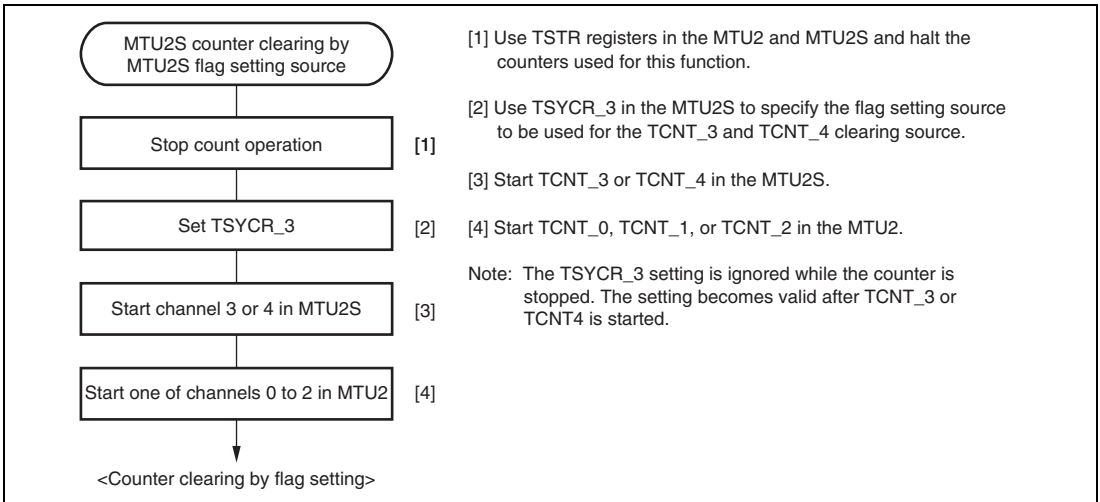 MTU2S counter clearing by
MTU2S flag setting source
Stop count operation
[1]
Set TSYCR_3
[2]
Start channel 3 or 4 in MTU2S
[3]
Start one of channels 0 to 2 in MTU2
[4]
<Counter clearing by flag setting>
[1] Use TSTR registers in the MTU2 and MTU2S and halt the
counters used for this function.
[2] Use TSYCR_3 in the MTU2S to specify the flag setting source
to be used for the TCNT_3 and TCNT_4 clearing source.
[3] Start TCNT_3 or TCNT_4 in the MTU2S.
[4] Start TCNT_0, TCNT_1, or TCNT_2 in the MTU2.
Note: The TSYCR_3 setting is ignored while the counter is
stopped. The setting becomes valid after TCNT_3 or
TCNT4 is started.